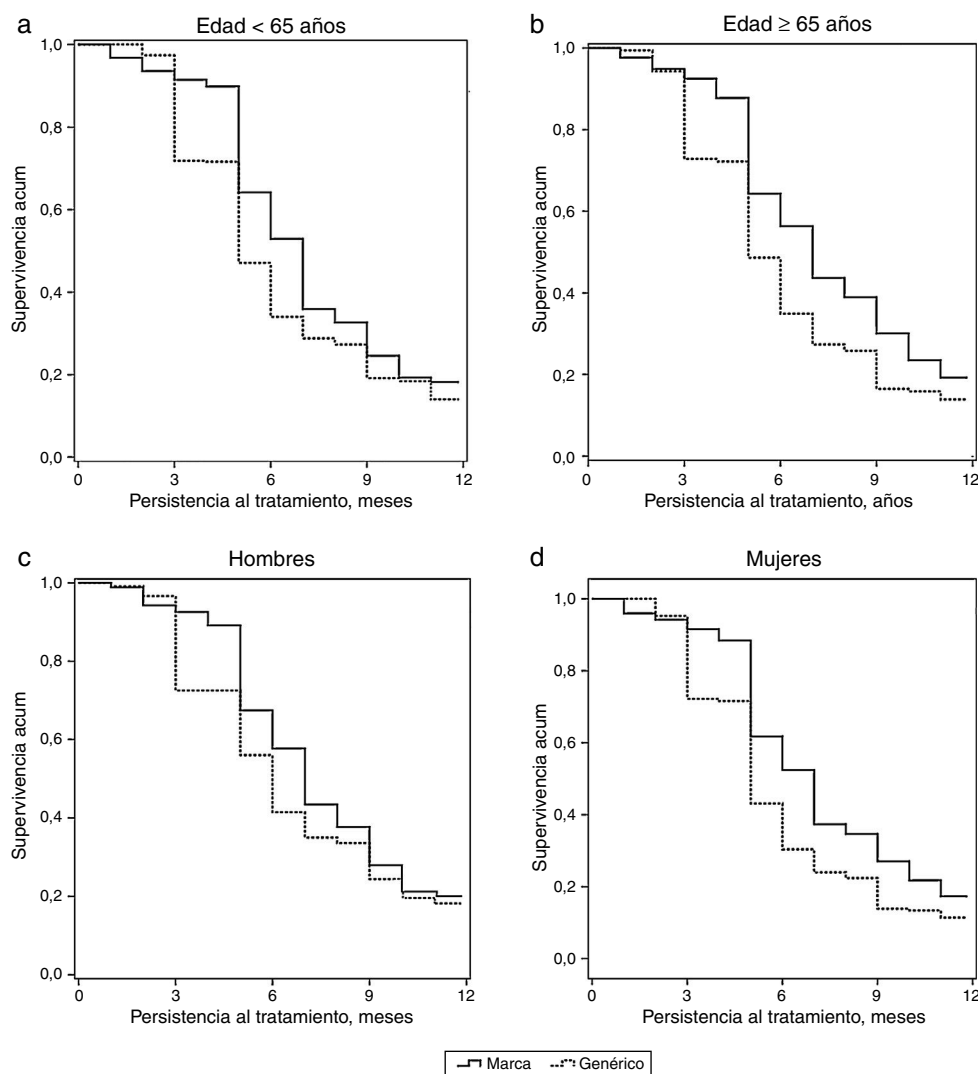 a
Edad < 65 años
1,0
0,8
0,6
0,4
0,2
0,0
Supervivencia acum
0 3 6 9 12
Persistencia al tratamiento, meses
b
Edad ≥ 65 años
1,0
0,8
0,6
0,4
0,2
0,0
Supervivencia acum
0 3 6 9 12
Persistencia al tratamiento, años
c
Hombres
1,0
0,8
0,6
0,4
0,2
0,0
Supervivencia acum
0 3 6 9 12
Persistencia al tratamiento, meses
d
Mujeres
1,0
0,8
0,6
0,4
0,2
0,0
Supervivencia acum
0 3 6 9 12
Persistencia al tratamiento, meses
Marca Genérico